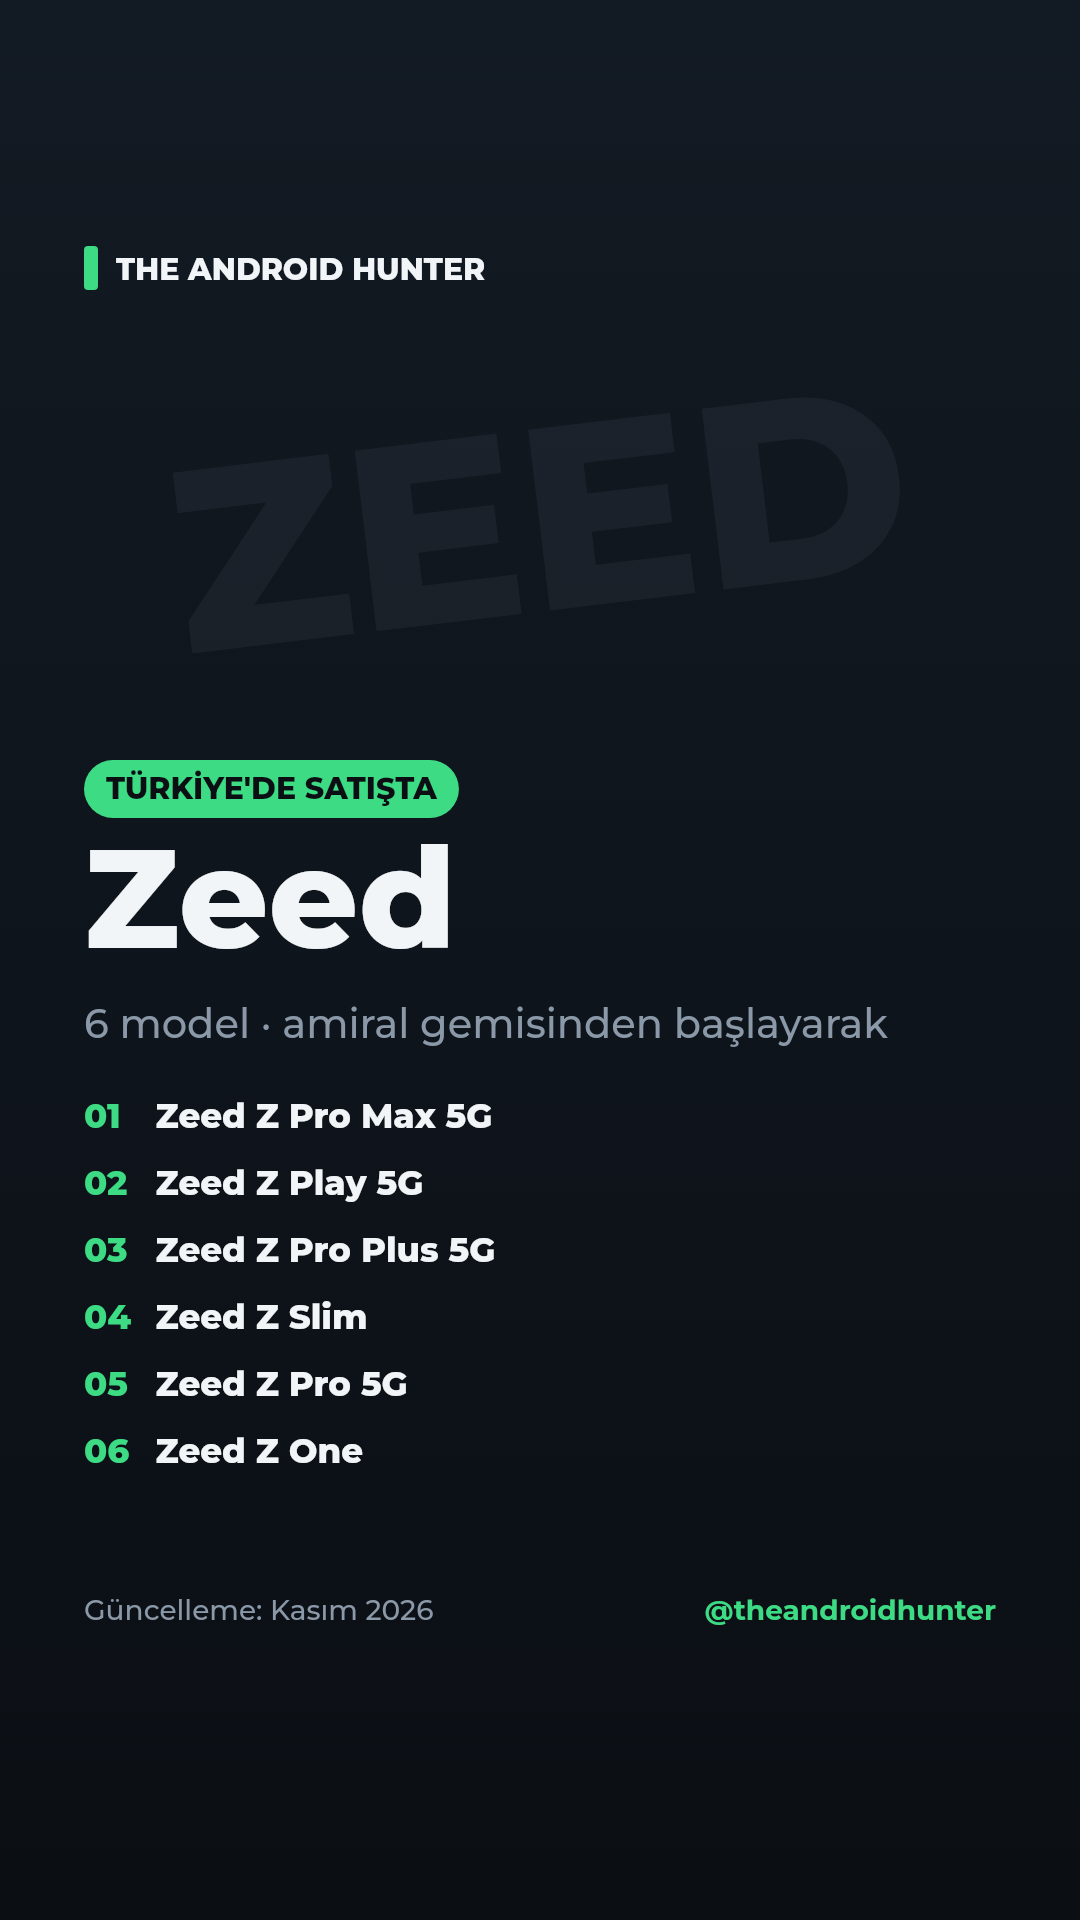 THE ANDROID HUNTER
ZEED
TÜRKİYE'DE SATIŞTA
Zeed
6 model · amiral gemisinden başlayarak
01 Zeed Z Pro Max 5G
02 Zeed Z Play 5G
03 Zeed Z Pro Plus 5G
04 Zeed Z Slim
05 Zeed Z Pro 5G
06 Zeed Z One
Güncelleme: Kasım 2026 @theandroidhunter